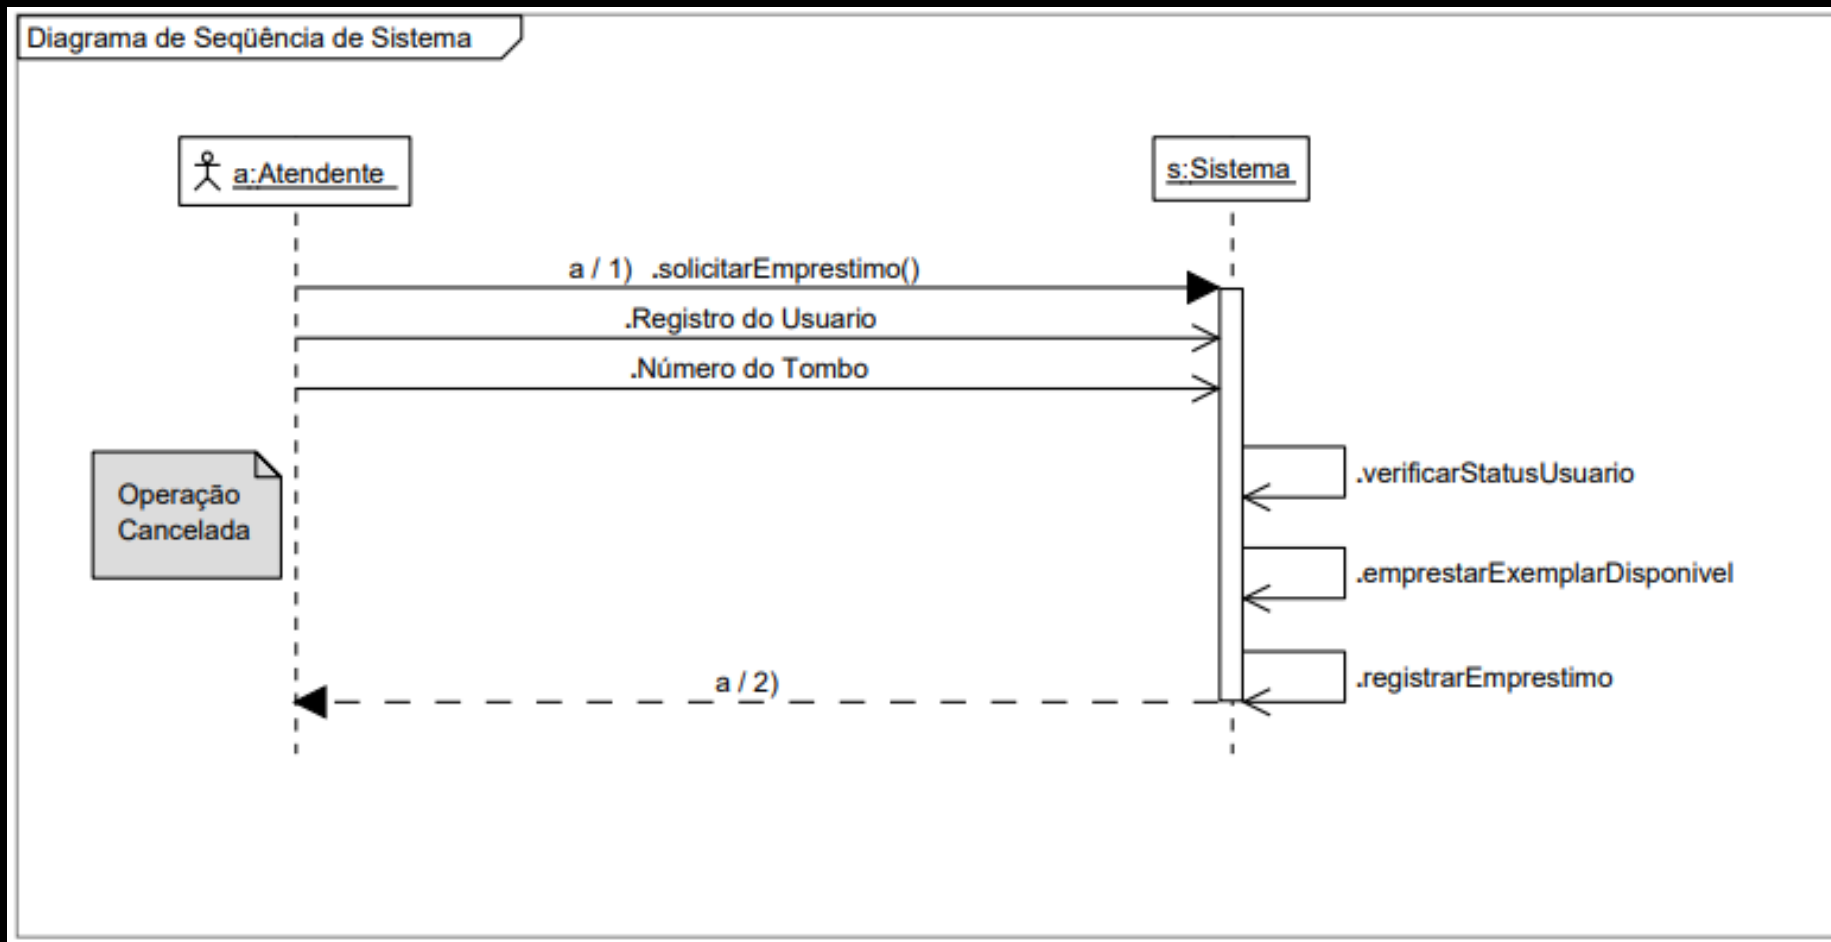 Diagrama de Seqüência de Sistema
a:Atendente
s:Sistema
a / 1) .solicitarEmprestimo()
.Registro do Usuario
.Número do Tombo
.verificarStatusUsuario
Operação
Cancelada
.emprestarExemplarDisponivel
.registrarEmprestimo
a / 2)